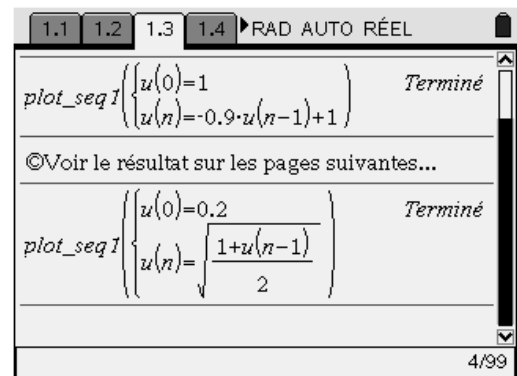 1.1 1.2 1.3 1.4 RAD AUTO RÉEL
plot_seq1({u(0)=1
u(n)=-0.9·u(n-1)+1) Terminé
©Voir le résultat sur les pages suivantes...
plot_seq1({u(0)=0.2
u(n)=√((1+u(n-1))/2)) Terminé
4/99